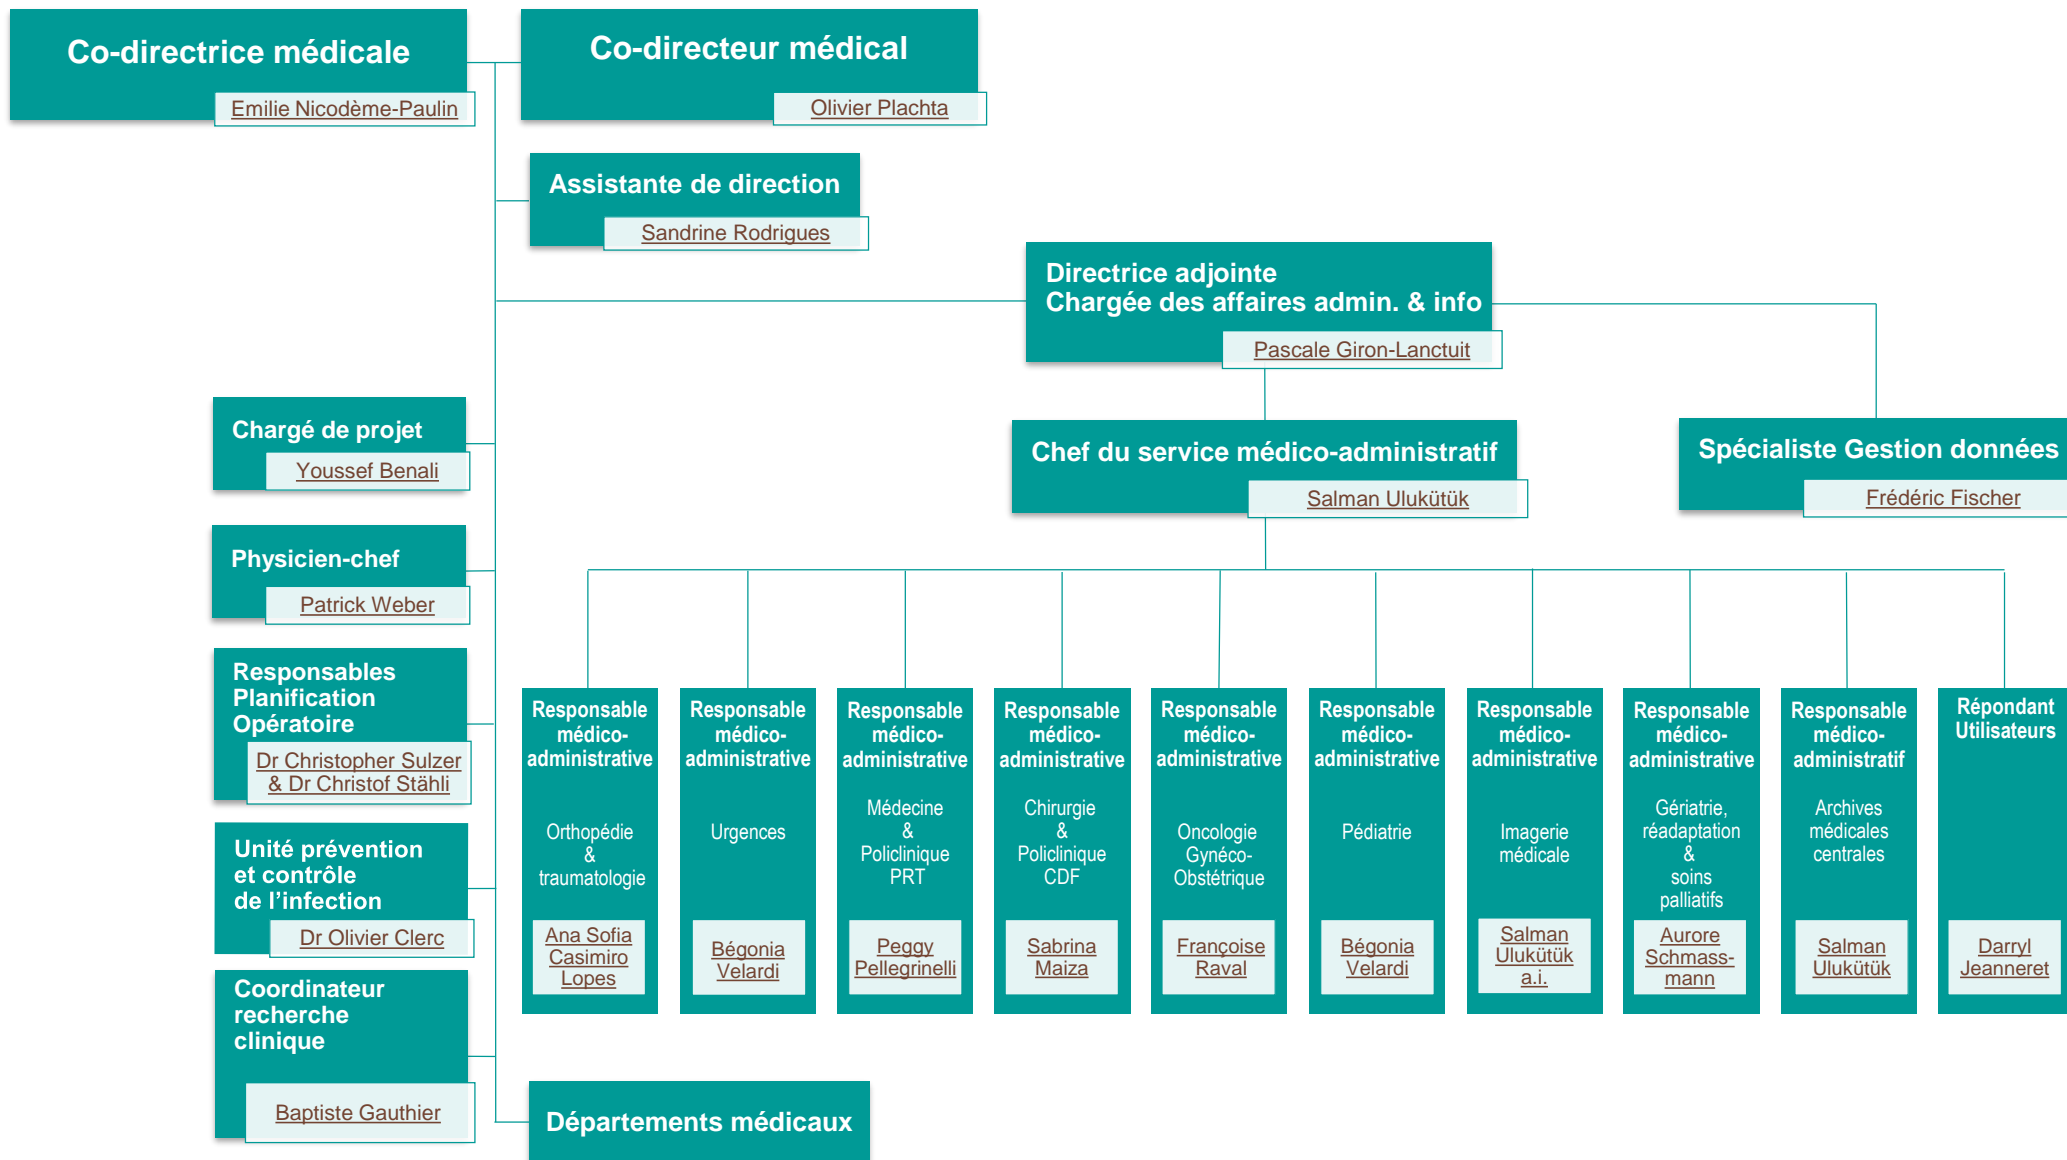 Co-directrice médicale
Emilie Nicodème-Paulin
Co-directeur médical
Olivier Plachta
Assistante de direction
Sandrine Rodrigues
Directrice adjointe
Chargée des affaires admin. & info
Pascale Giron-Lanctuit
Chargé de projet
Youssef Benali
Chef du service médico-administratif
Salman Ulukütük
Spécialiste Gestion données
Frédéric Fischer
Physicien-chef
Patrick Weber
Responsables
Planification
Opératoire
Dr Christopher Sulzer
& Dr Christof Stähli
Unité prévention
et contrôle
de l'infection
Dr Olivier Clerc
Coordinateur
recherche
clinique
Baptiste Gauthier
Responsable
médico-
administrative
Orthopédie
&
traumatologie
Ana Sofia
Casimiro
Lopes
Responsable
médico-
administrative
Urgences
Bégonia
Velardi
Responsable
médico-
administrative
Médecine
&
Policlinique
PRT
Peggy
Pellegrinelli
Responsable
médico-
administrative
Chirurgie
&
Policlinique
CDF
Sabrina
Maiza
Responsable
médico-
administrative
Oncologie
Gynéco-
Obstétrique
Françoise
Raval
Responsable
médico-
administrative
Pédiatrie
Bégonia
Velardi
Responsable
médico-
administrative
Imagerie
médicale
Salman
Ulukütük
a.i.
Responsable
médico-
administrative
Gériatrie,
réadaptation
&
soins
palliatifs
Aurore
Schmass-
mann
Responsable
médico-
administratif
Archives
médicales
centrales
Salman
Ulukütük
Répondant
Utilisateurs
Darryl
Jeanneret
Départements médicaux